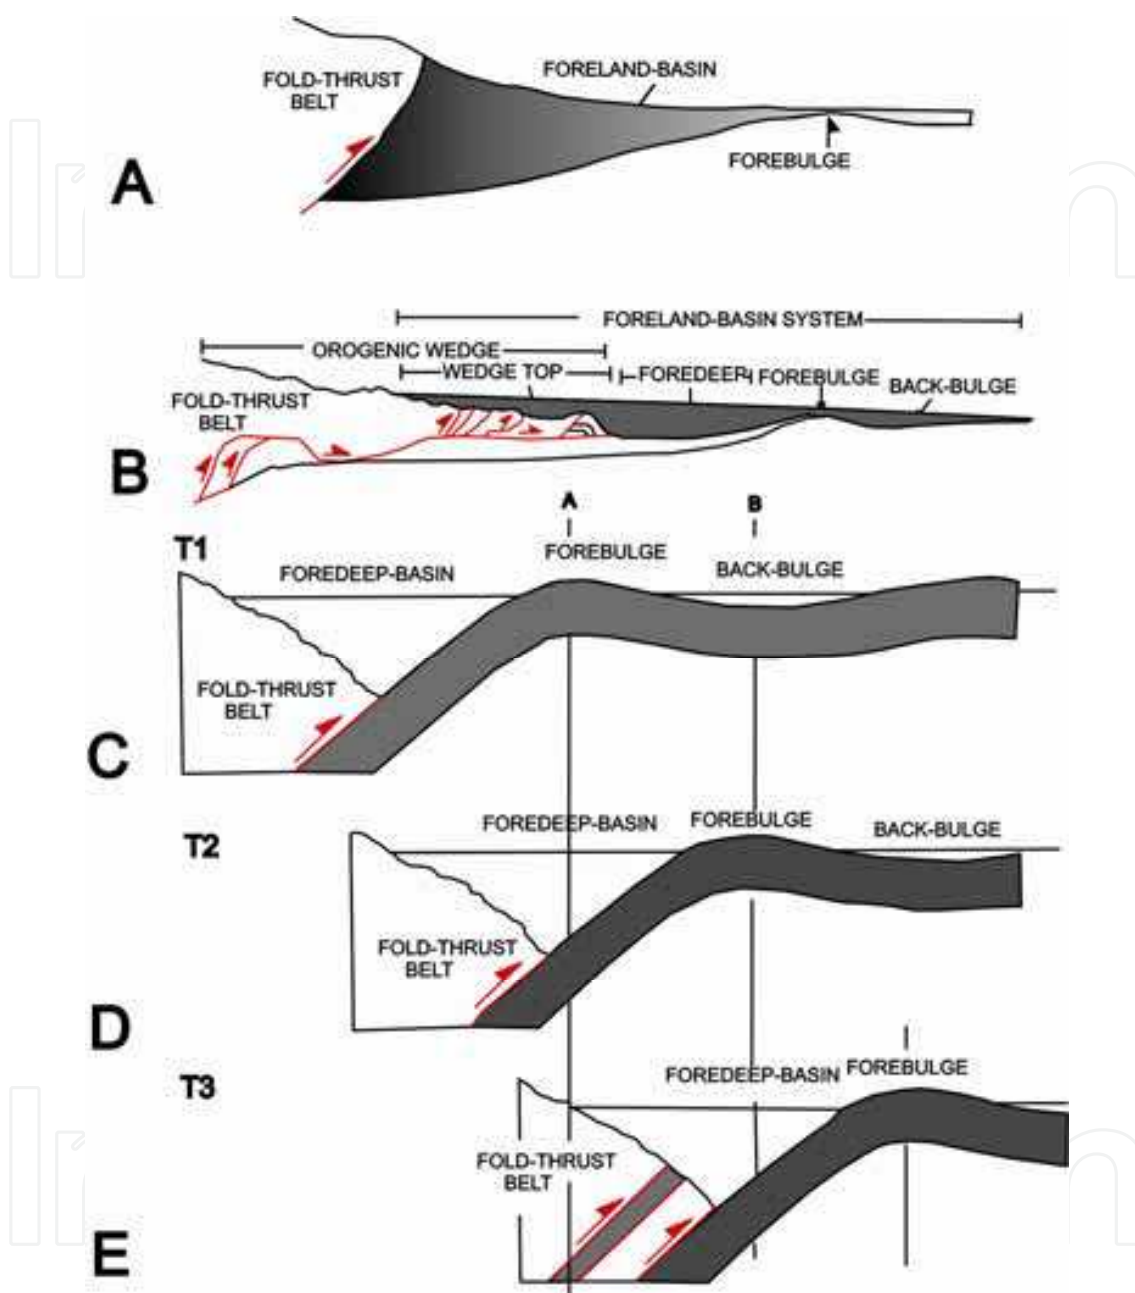 FORELAND-BASIN
FOLD-THRUST
BELT
FOREBULGE
A
FORELAND-BASIN SYSTEM
OROGENIC WEDGE
WEDGE TOP
FOREDEEP
FOREBULGE
BACK-BULGE
FOLD-THRUST
BELT
B
A
B
T1
FOREBULGE
FOREDEEP-BASIN
BACK-BULGE
FOLD-THRUST
BELT
C
T2
FOREDEEP-BASIN
FOREBULGE
BACK-BULGE
FOLD-THRUST
BELT
D
T3
FOREDEEP-BASIN
FOREBULGE
FOLD-THRUST
BELT
E